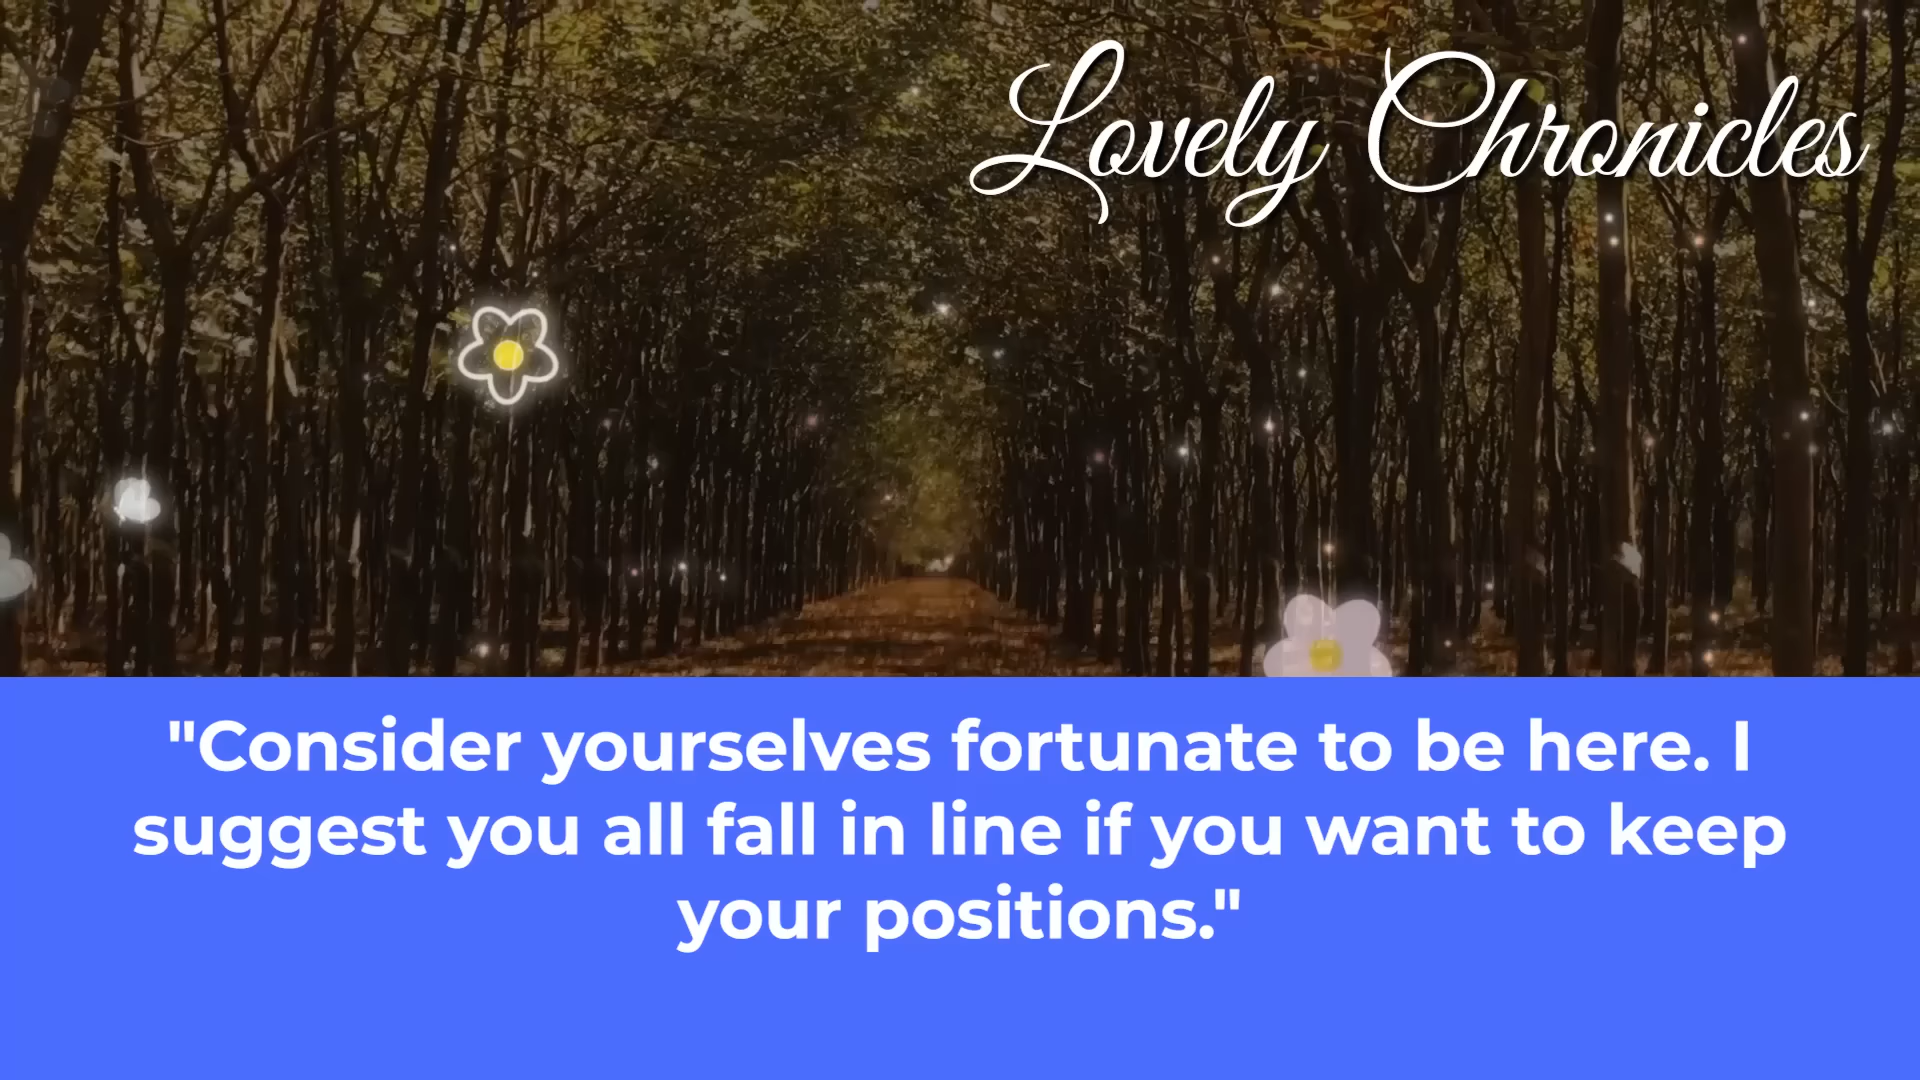 Lovely Chronicles
"Consider yourselves fortunate to be here. I
suggest you all fall in line if you want to keep
your positions."